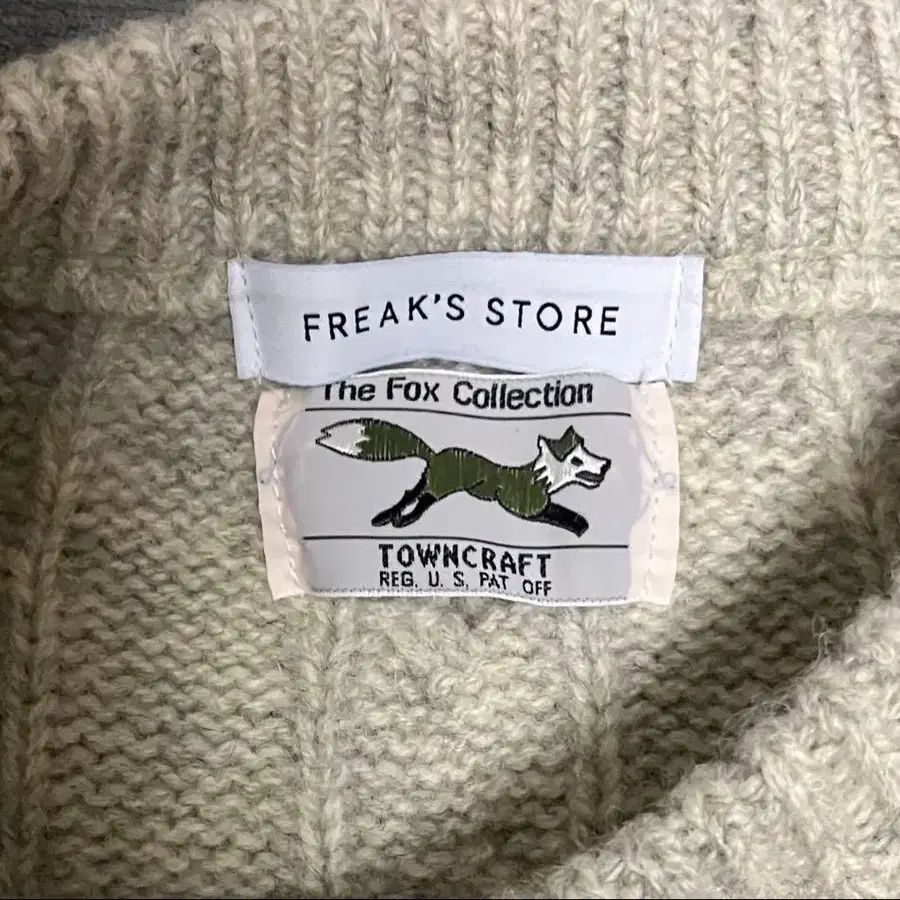 FREAK'S STORE
The Fox Collection
TOWNCRAFT
REG. U. S. PAT OFF